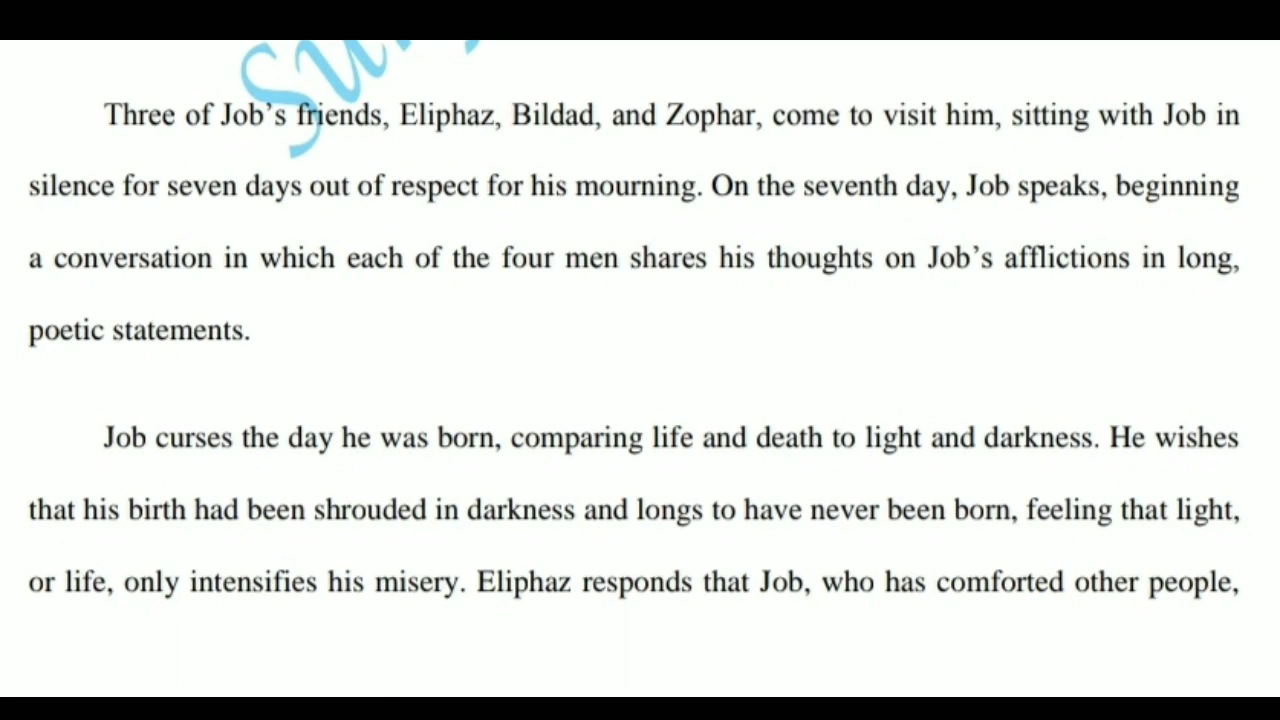 Three of Job’s friends, Eliphaz, Bildad, and Zophar, come to visit him, sitting with Job in
silence for seven days out of respect for his mourning. On the seventh day, Job speaks, beginning
a conversation in which each of the four men shares his thoughts on Job’s afflictions in long,
poetic statements.
Job curses the day he was born, comparing life and death to light and darkness. He wishes
that his birth had been shrouded in darkness and longs to have never been born, feeling that light,
or life, only intensifies his misery. Eliphaz responds that Job, who has comforted other people,